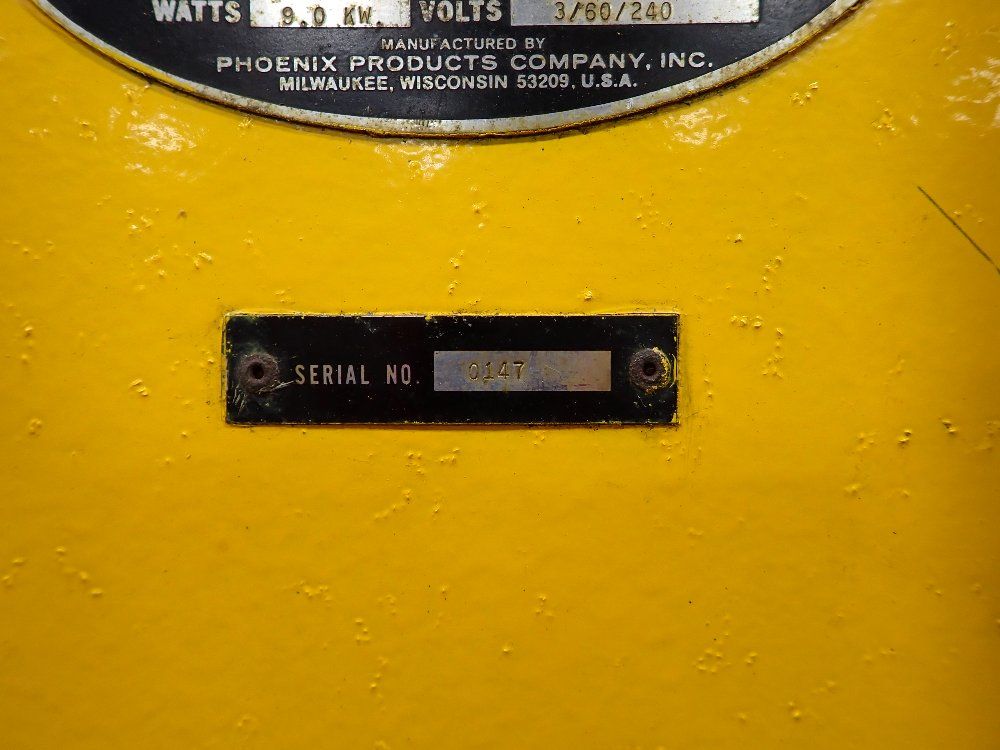 WATTS 9.0 KW. VOLTS 3/60/240
MANUFACTURED BY
PHOENIX PRODUCTS COMPANY, INC.
MILWAUKEE, WISCONSIN 53209, U.S.A.
SERIAL NO. 0147